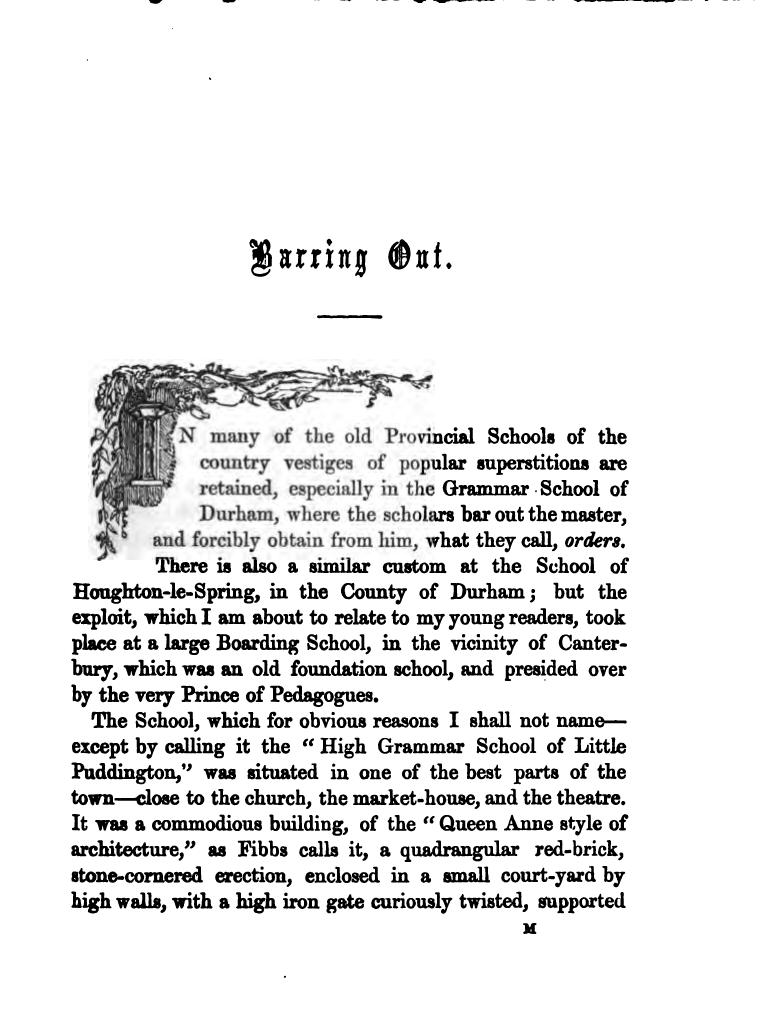 Barring Out.
IN many of the old Provincial Schools of the
country vestiges of popular superstitions are
retained, especially in the Grammar School of
Durham, where the scholars bar out the master,
and forcibly obtain from him, what they call, orders.
There is also a similar custom at the School of
Houghton-le-Spring, in the County of Durham; but the
exploit, which I am about to relate to my young readers, took
place at a large Boarding School, in the vicinity of Canter-
bury, which was an old foundation school, and presided over
by the very Prince of Pedagogues.
The School, which for obvious reasons I shall not name—
except by calling it the “ High Grammar School of Little
Puddington,” was situated in one of the best parts of the
town—close to the church, the market-house, and the theatre.
It was a commodious building, of the “ Queen Anne style of
architecture,” as Fibbs calls it, a quadrangular red-brick,
stone-cornered erection, enclosed in a small court-yard by
high walls, with a high iron gate curiously twisted, supported
M